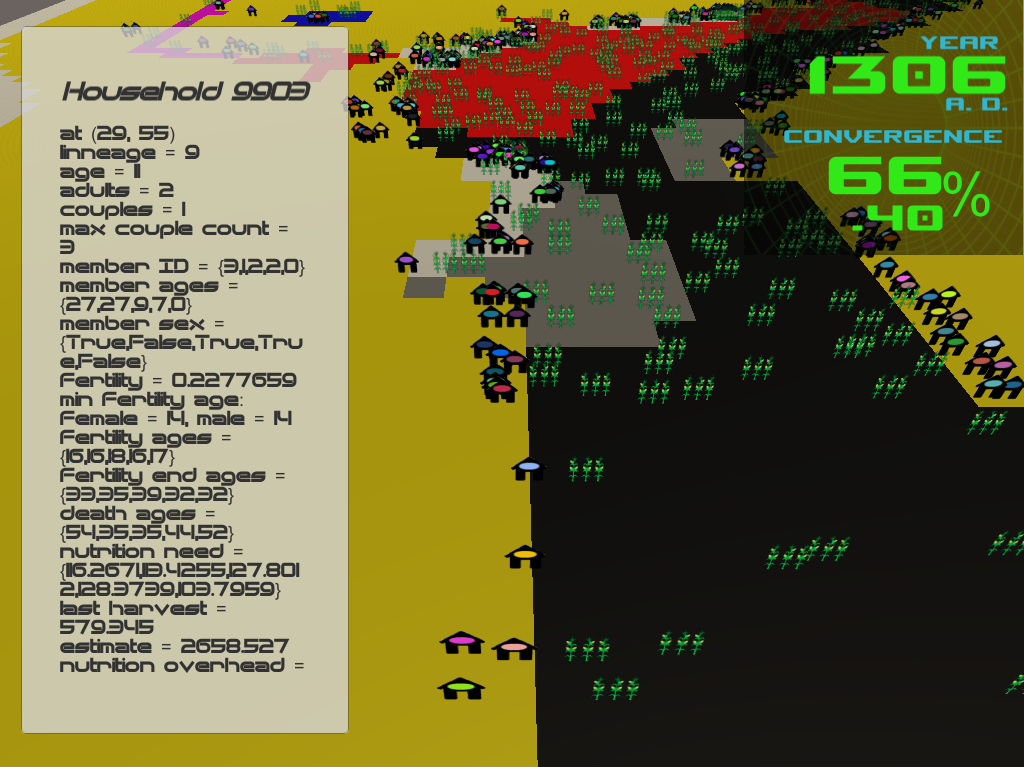 Household 9903
at (29, 55)
linneage = 9
age = 11
adults = 2
couples = 1
max couple count =
3
member ID = {3,1,2,2,0}
member ages =
{27,27,9,7,0}
member sex =
{True,False,True,Tru
e,False}
Fertility = 0.2277659
min Fertility age:
Female = 14, male = 14
Fertility ages =
{16,16,18,16,17}
Fertility end ages =
{33,35,39,32,32}
death ages =
{54,35,35,44,52}
nutrition need =
{116.2671,113.4255,127.801
2,128.3739,103.7959}
last harvest =
579.345
estimate = 2658.527
nutrition overhead =
YEAR
1306
A. D.
CONVERGENCE
66%
.40